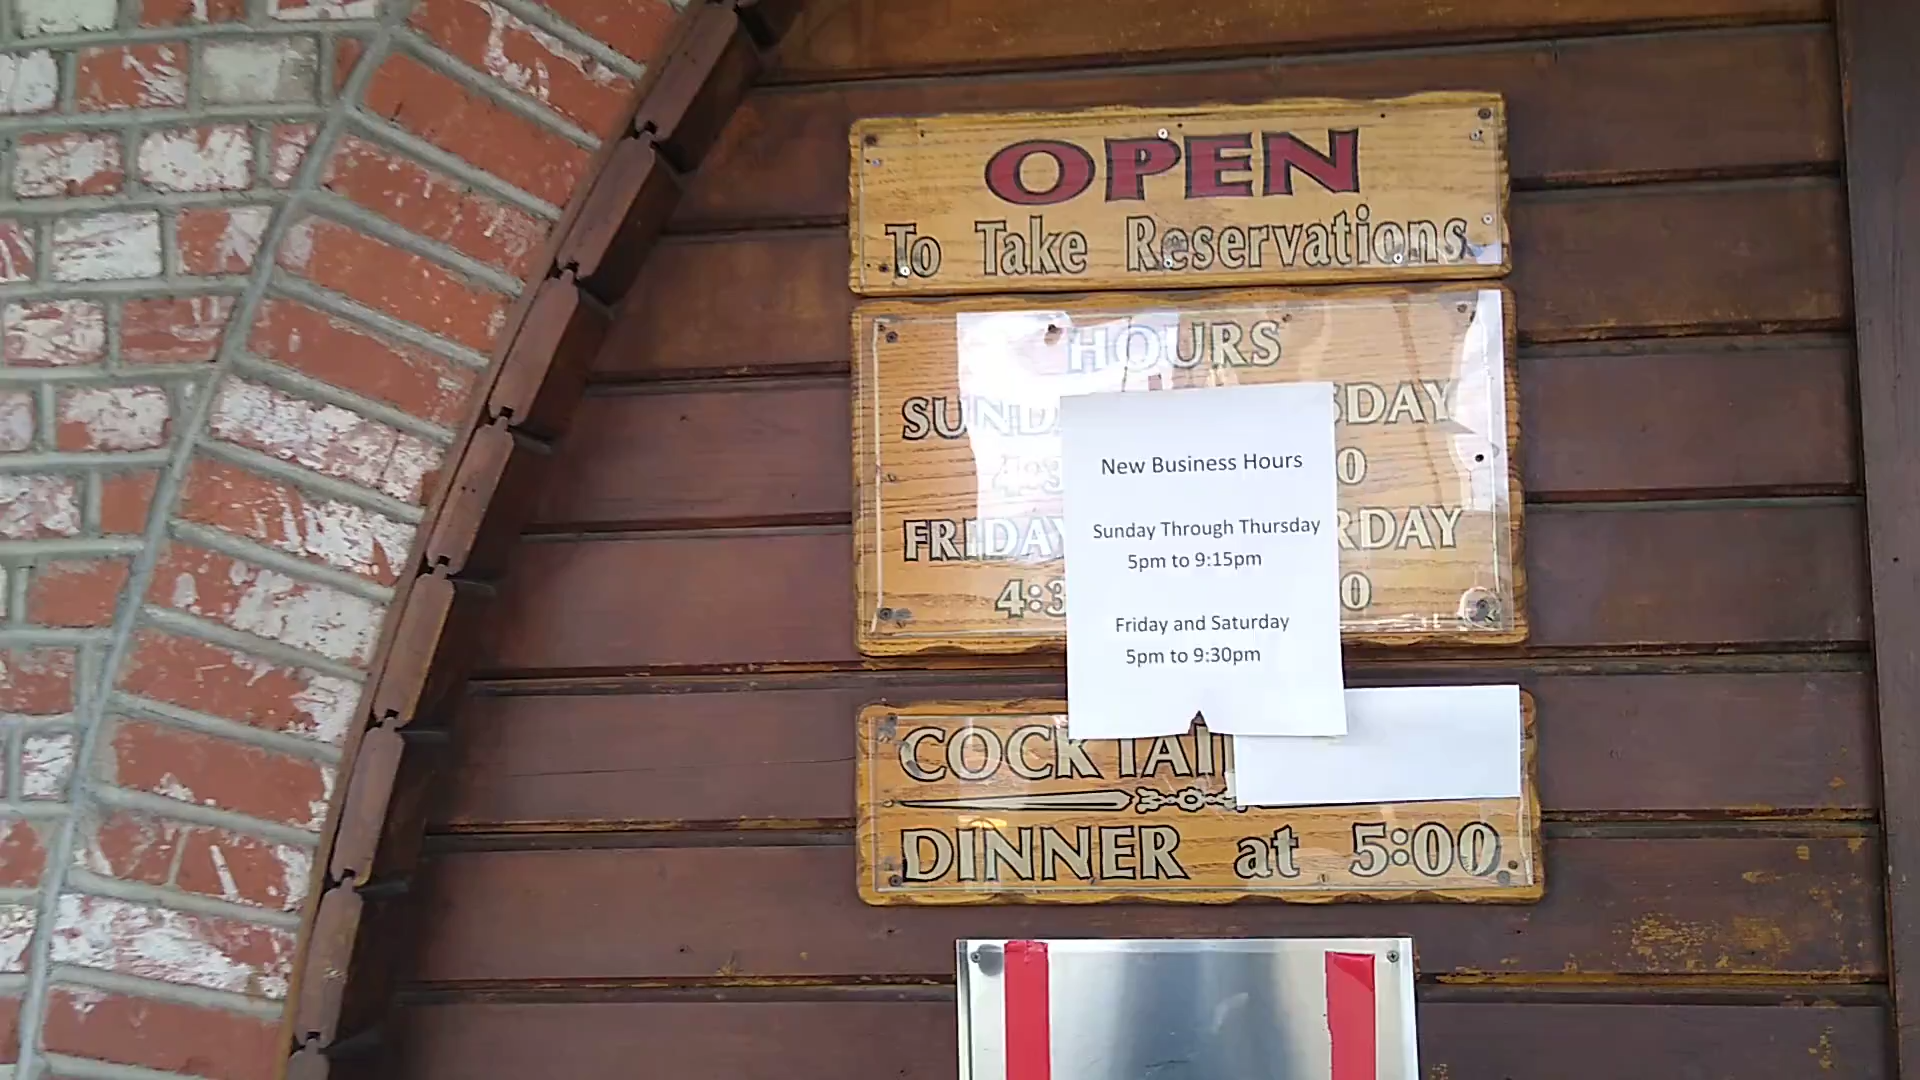 OPEN
To Take Reservations
HOURS
New Business Hours
Sunday Through Thursday
5pm to 9:15pm
Friday and Saturday
5pm to 9:30pm
DINNER at 5:00